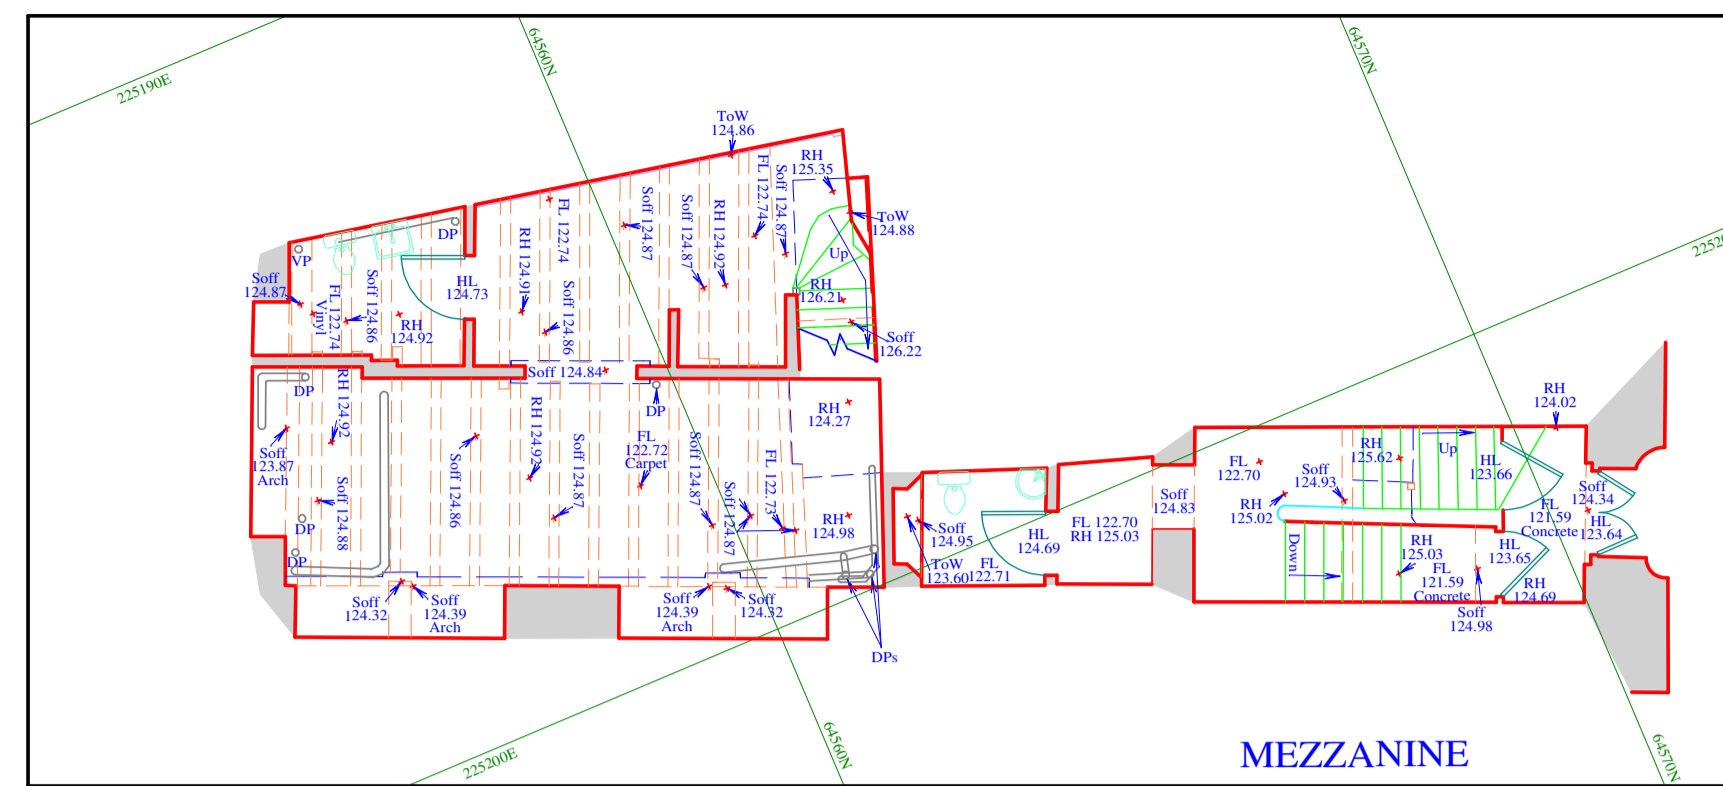 225190E
64560N
64570N
ToW
124.86
RH
125.35
FL 122.74
Soff 124.87
ToW
124.88
Up
RH
126.21
Soff
126.22
Soff 124.87
Soff 124.87
RH 124.92
FL 122.74
RH 124.91
Soff 124.86
DP
VP
HL
124.73
Soff
124.87
FL 122.74
Vinyl
Soff 124.86
RH
124.92
Soff 124.84
DP
RH 124.92
DP
RH
124.27
Soff
123.87
Arch
Soff 124.88
DP
DP
Soff 124.86
RH 124.92
Soff 124.87
FL
122.72
Carpet
Soff 124.87
Soff 124.87
FL 122.73
RH
124.98
Soff
124.32
Soff
124.39
Arch
Soff
124.39
Arch
Soff
124.32
DPs
Soff
124.95
ToW
123.60
FL
122.71
HL
124.69
FL 122.70
RH 125.03
Soff
124.83
FL
122.70
RH
125.02
Soff
124.93
RH
125.62
Up
HL
123.66
RH
124.02
Soff
124.34
FL
121.59
Concrete
HL
123.64
HL
123.65
Down
RH
125.03
FL
121.59
Concrete
RH
124.69
Soff
124.98
225200E
64560N
64570N
MEZZANINE